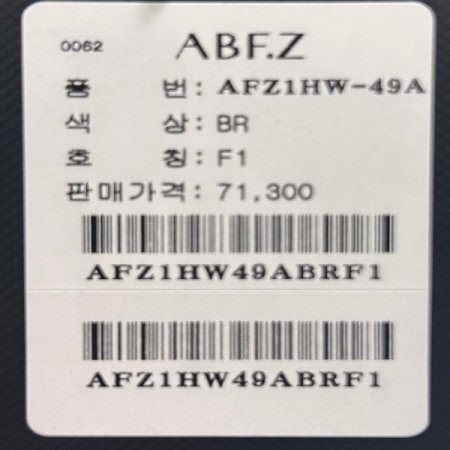 0062 ABF.Z
품 번 : AFZ1HW-49A
색 상 : BR
호 칭 : F1
판매가격 : 71,300
AFZ1HW49ABRF1
AFZ1HW49ABRF1